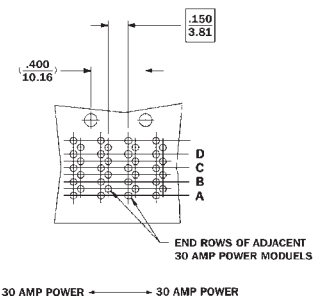 .150
3.81
.400
( 10.16 )
D
C
B
A
END ROWS OF ADJACENT
30 AMP POWER MODUELS
30 AMP POWER 30 AMP POWER